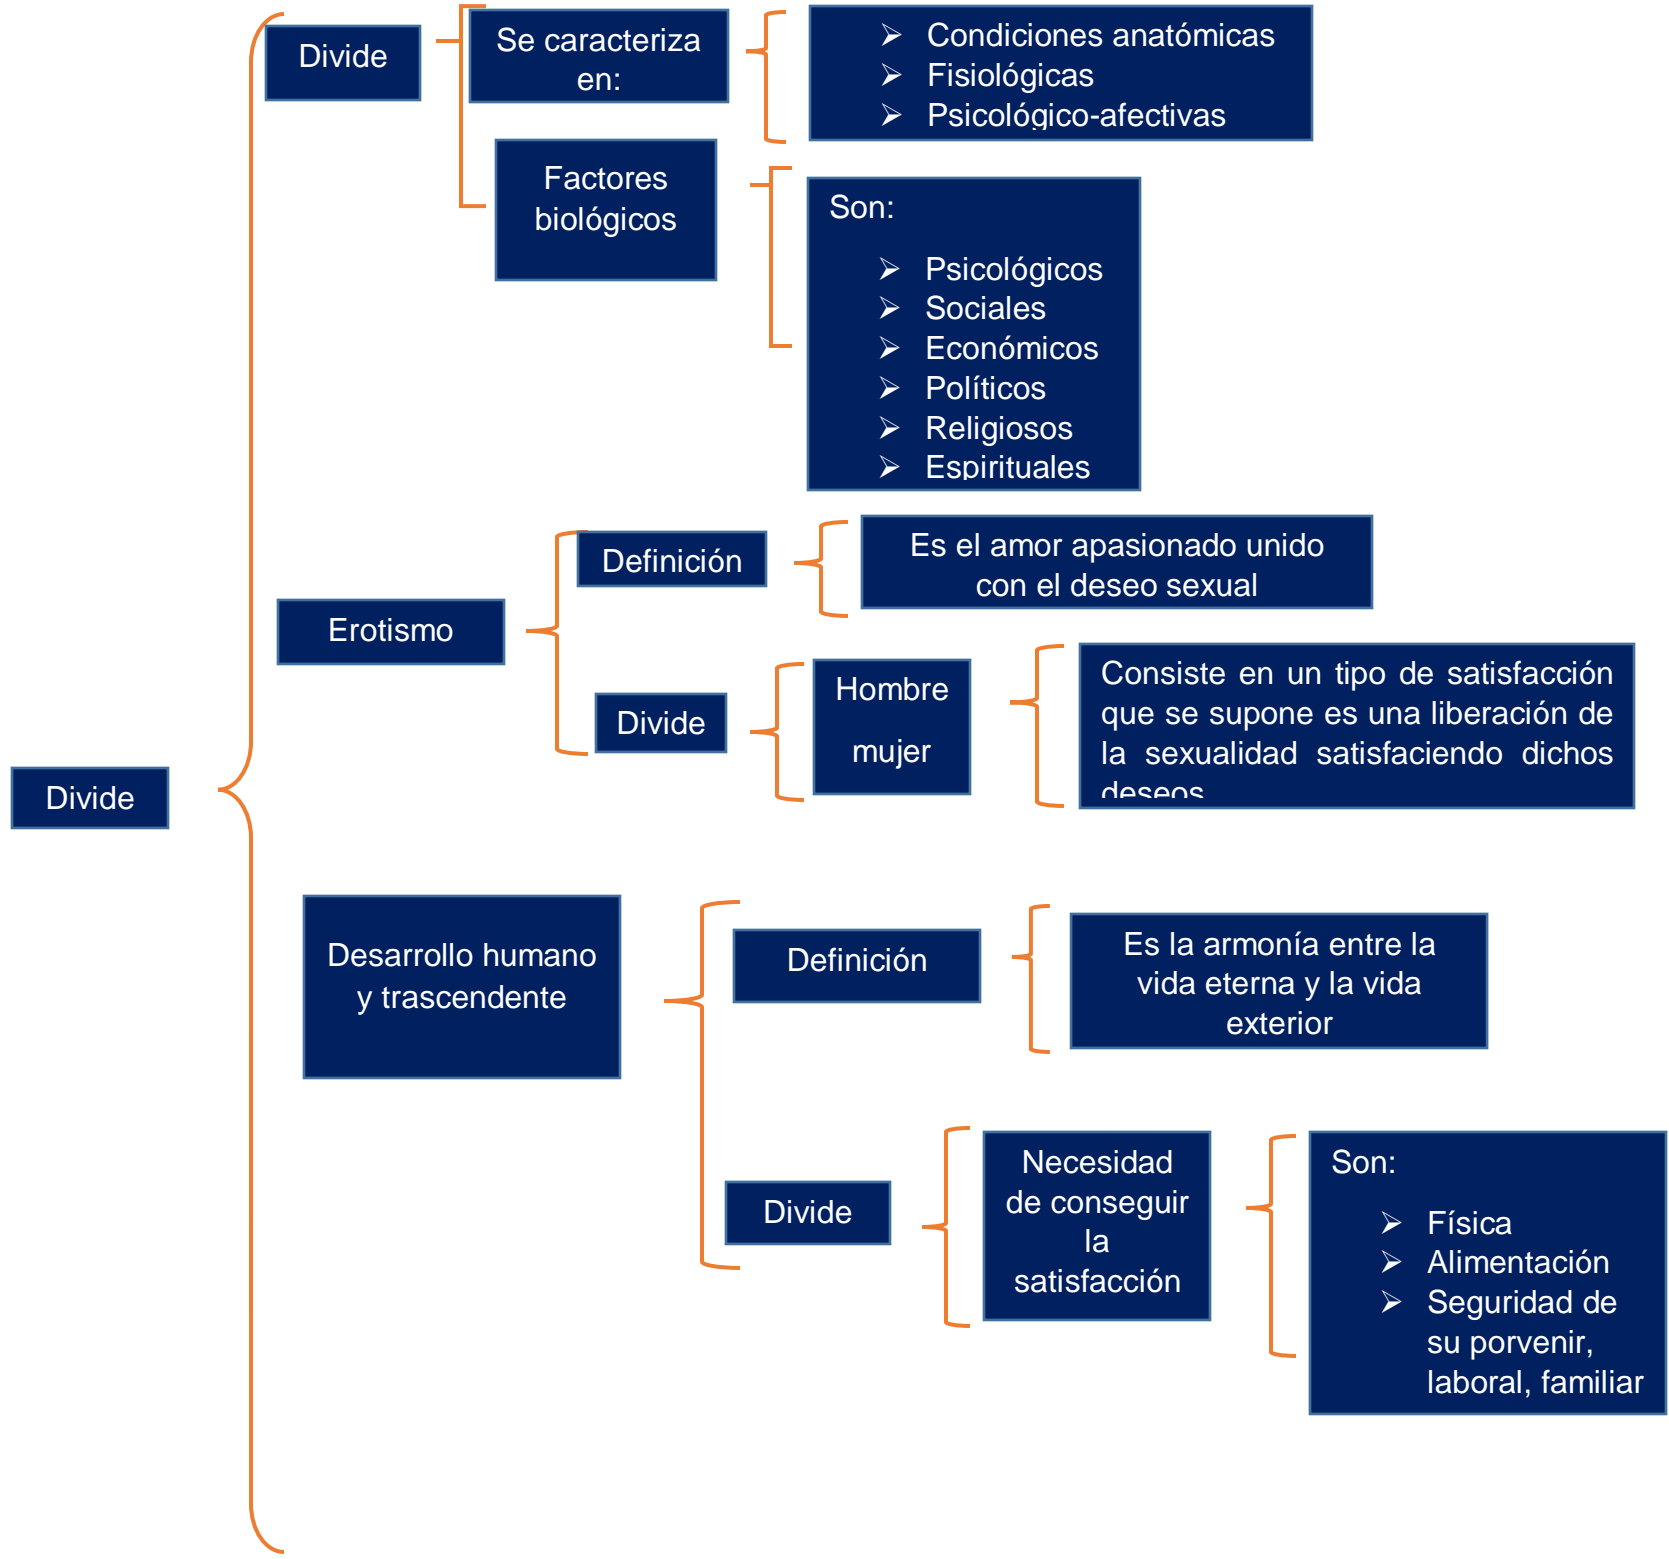 Divide
Se caracteriza
en:
➢ Condiciones anatómicas
➢ Fisiológicas
➢ Psicológico-afectivas
Factores
biológicos
Son:
➢ Psicológicos
➢ Sociales
➢ Económicos
➢ Políticos
➢ Religiosos
➢ Espirituales
Erotismo
Definición
Es el amor apasionado unido
con el deseo sexual
Divide
Hombre
mujer
Consiste en un tipo de satisfacción
que se supone es una liberación de
la sexualidad satisfaciendo dichos
deseos
Divide
Desarrollo humano
y trascendente
Definición
Es la armonía entre la
vida eterna y la vida
exterior
Divide
Necesidad
de conseguir
la
satisfacción
Son:
➢ Física
➢ Alimentación
➢ Seguridad de
su porvenir,
laboral, familiar